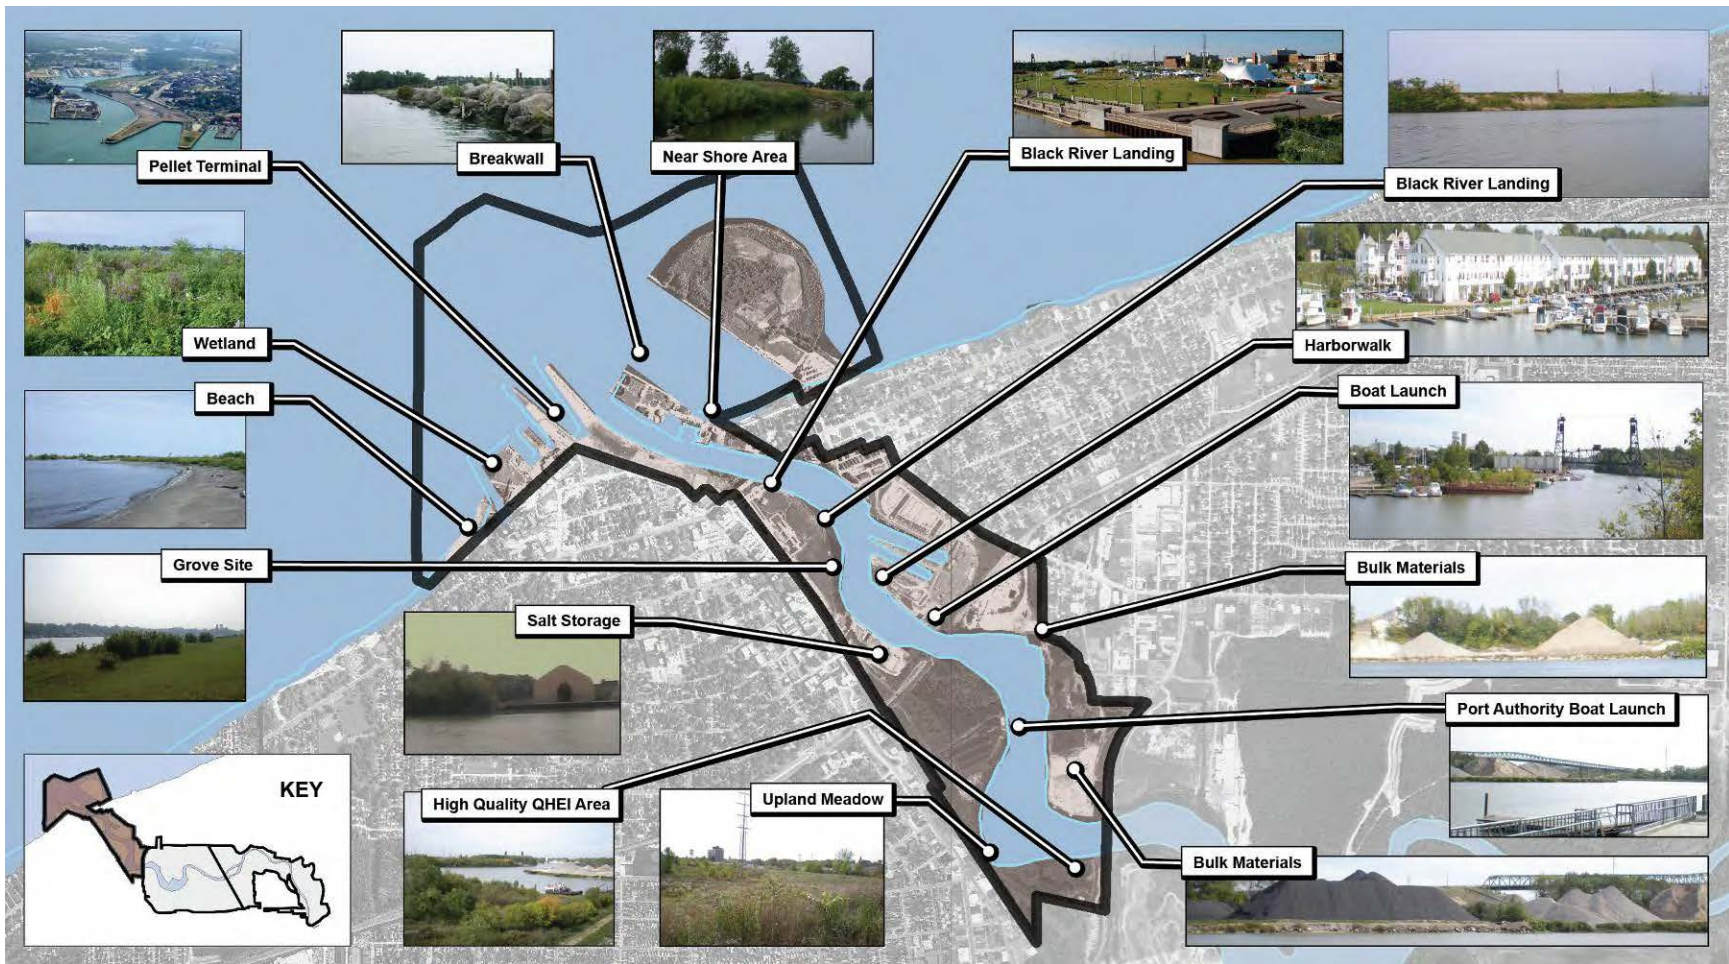 Pellet Terminal
Breakwall
Near Shore Area
Black River Landing
Black River Landing
Wetland
Harborwalk
Beach
Boat Launch
Grove Site
Bulk Materials
Salt Storage
Port Authority Boat Launch
KEY
High Quality QHEI Area
Upland Meadow
Bulk Materials